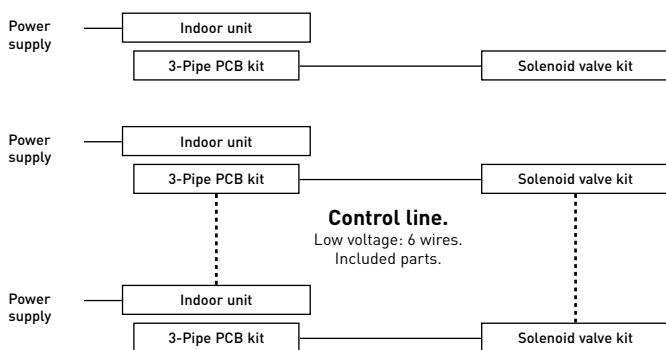 Power
supply
Indoor unit
3-Pipe PCB kit
Solenoid valve kit
Power
supply
Indoor unit
3-Pipe PCB kit
Solenoid valve kit
Control line.
Low voltage: 6 wires.
Included parts.
Power
supply
Indoor unit
3-Pipe PCB kit
Solenoid valve kit